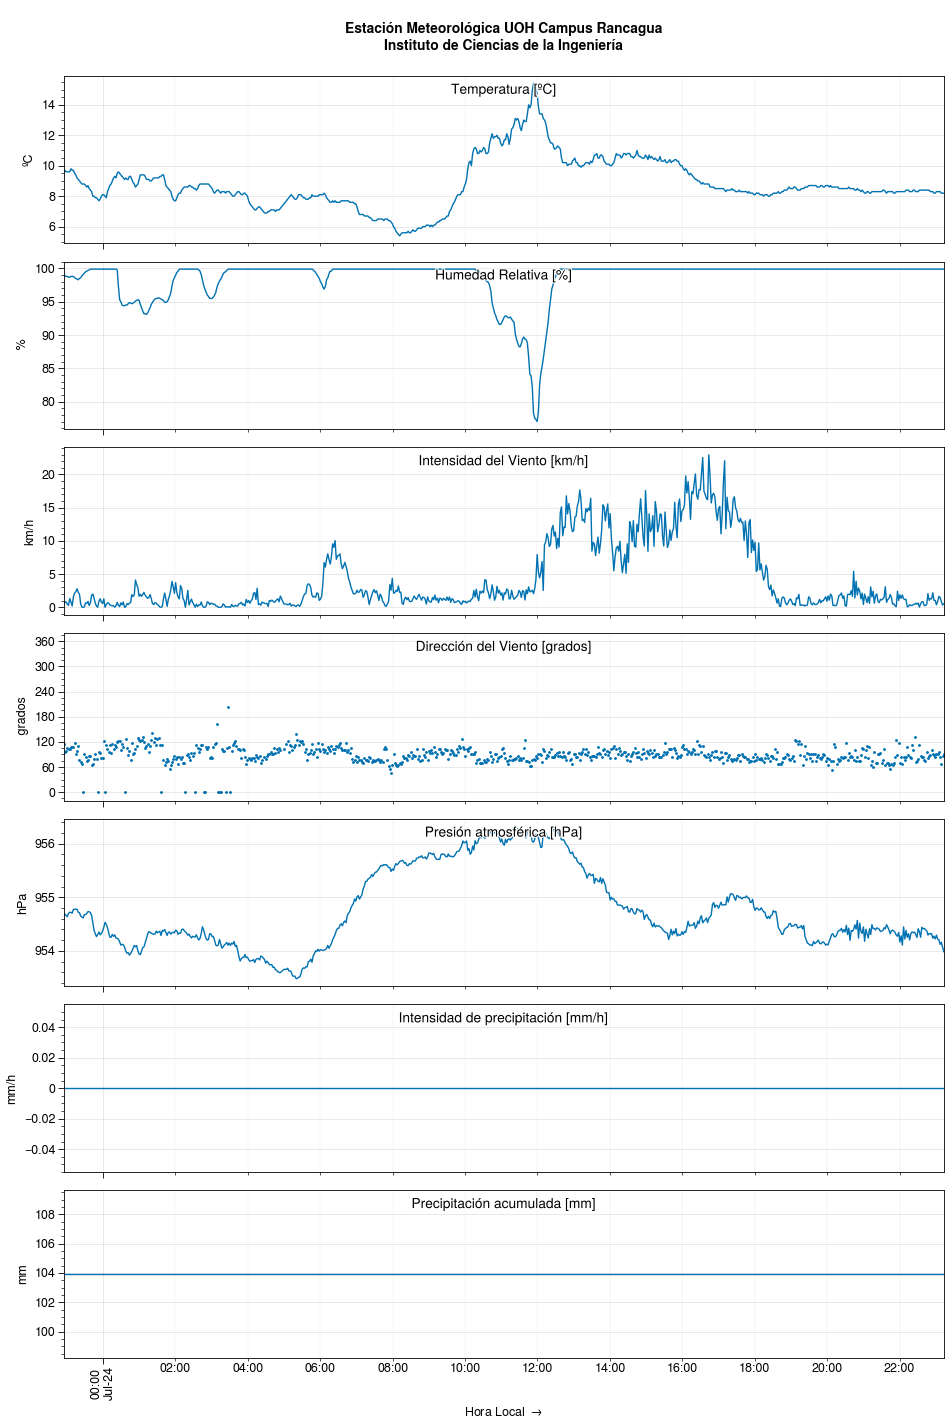 Estación Meteorológica UOH Campus Rancagua
Instituto de Ciencias de la Ingeniería
Temperatura [ºC]
ºC
14
12
10
8
6
Humedad Relativa [%]
%
100
95
90
85
80
Intensidad del Viento [km/h]
km/h
20
15
10
5
0
Dirección del Viento [grados]
grados
360
300
240
180
120
60
0
Presión atmosférica [hPa]
hPa
956
955
954
Intensidad de precipitación [mm/h]
mm/h
0.04
0.02
0
−0.02
−0.04
Precipitación acumulada [mm]
mm
108
106
104
102
100
00:00
Jul-24
02:00 04:00 06:00 08:00 10:00 12:00 14:00 16:00 18:00 20:00 22:00
Hora Local →